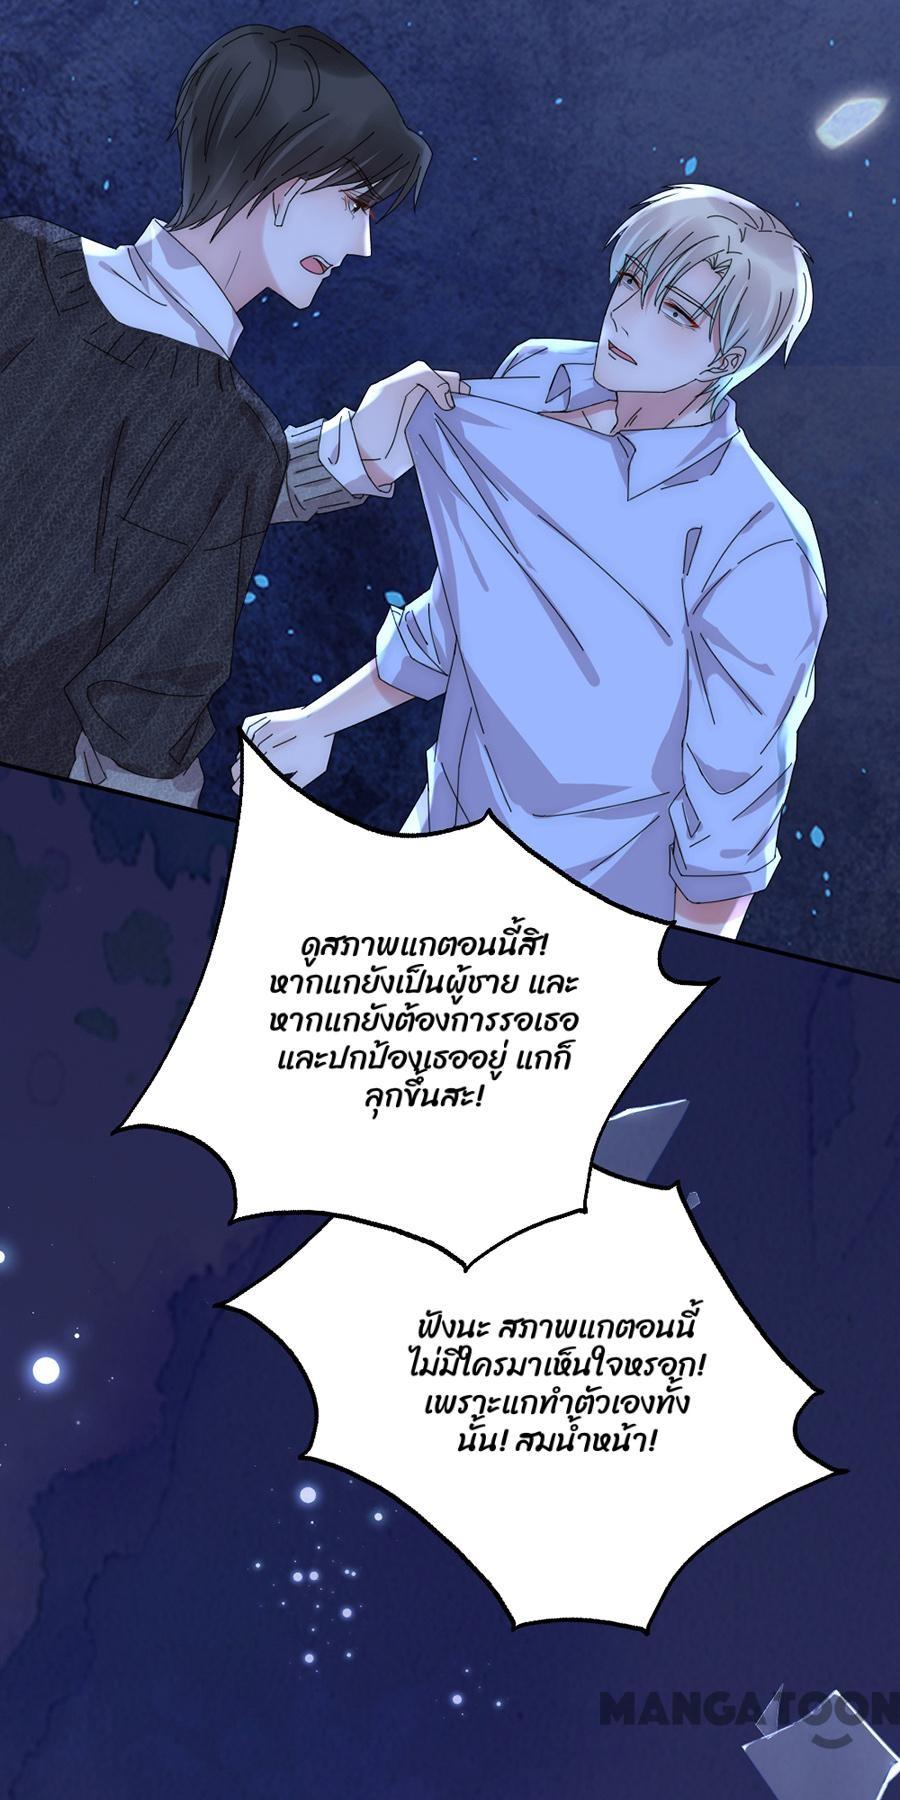 ดูสภาพแกตอนนี้สิ!
หากแกยังเป็นผู้ชาย และ
หากแกยังต้องการรอเธอ
และปกป้องเธออยู่ แกก็
ลุกขึ้นสะ!
ฟังนะ สภาพแกตอนนี้
ไม่มีใครมาเห็นใจหรอก!
เพราะแกทำตัวเองทั้ง
นั้น! สมน้ำหน้า!
MANGATOON